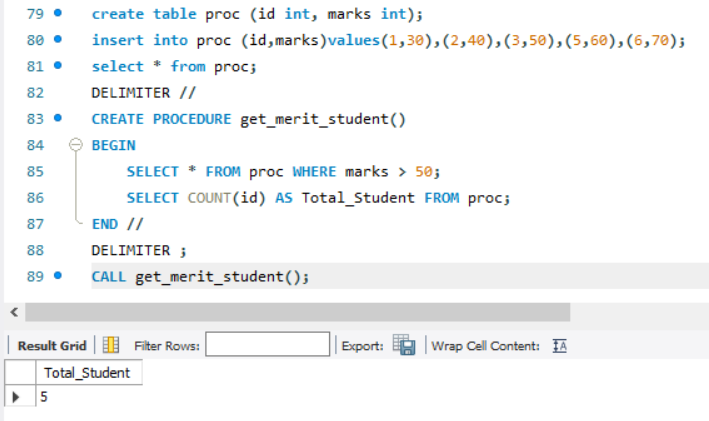 79 create table proc (id int, marks int);
80 insert into proc (id,marks)values(1,30),(2,40),(3,50),(5,60),(6,70);
81 select * from proc;
82 DELIMITER //
83 CREATE PROCEDURE get_merit_student()
84 BEGIN
85 SELECT * FROM proc WHERE marks > 50;
86 SELECT COUNT(id) AS Total_Student FROM proc;
87 END //
88 DELIMITER ;
89 CALL get_merit_student();
Result Grid Filter Rows: Export: Wrap Cell Content: IA
Total_Student
5